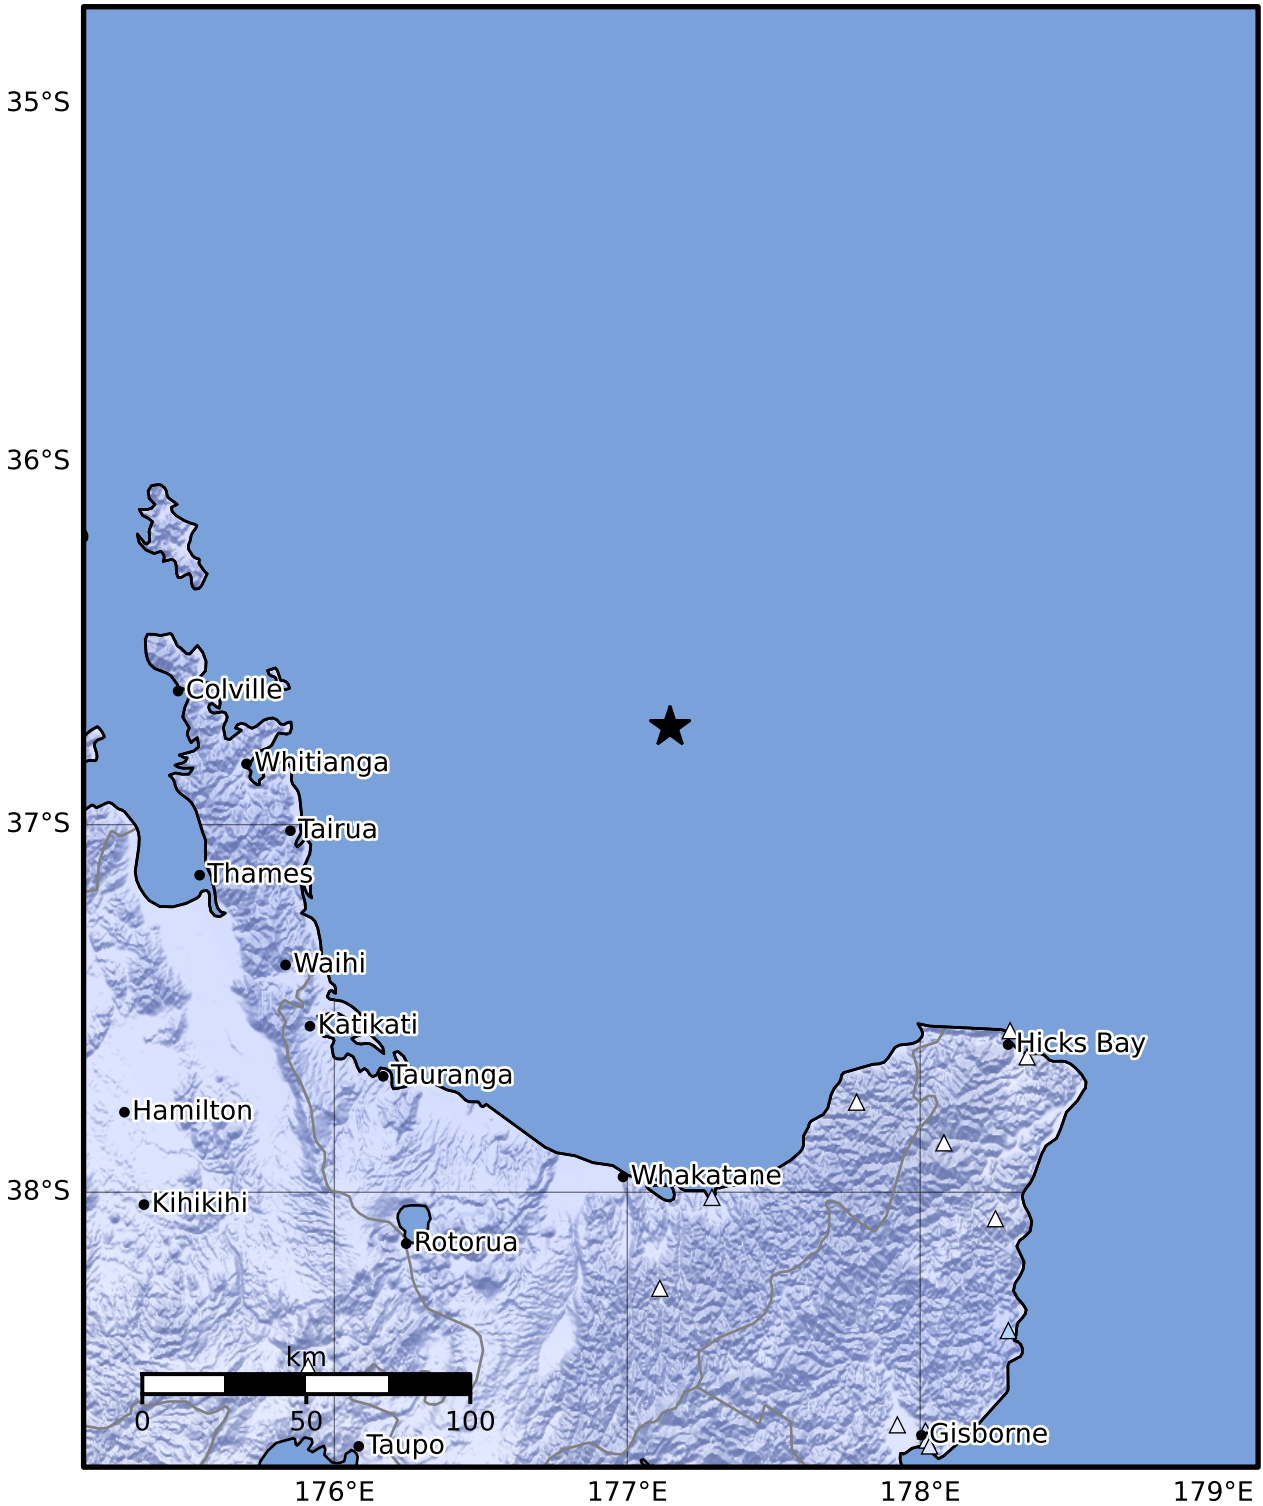 35°S
36°S
Colville
Whitianga
37°S
Tairua
Thames
Waihi
Katikati
Hicks Bay
Tauranga
Hamilton
Whakatane
38°S
Kihikihi
Rotorua
km
0 50 100
Gisborne
Taupo
176°E 177°E 178°E 179°E